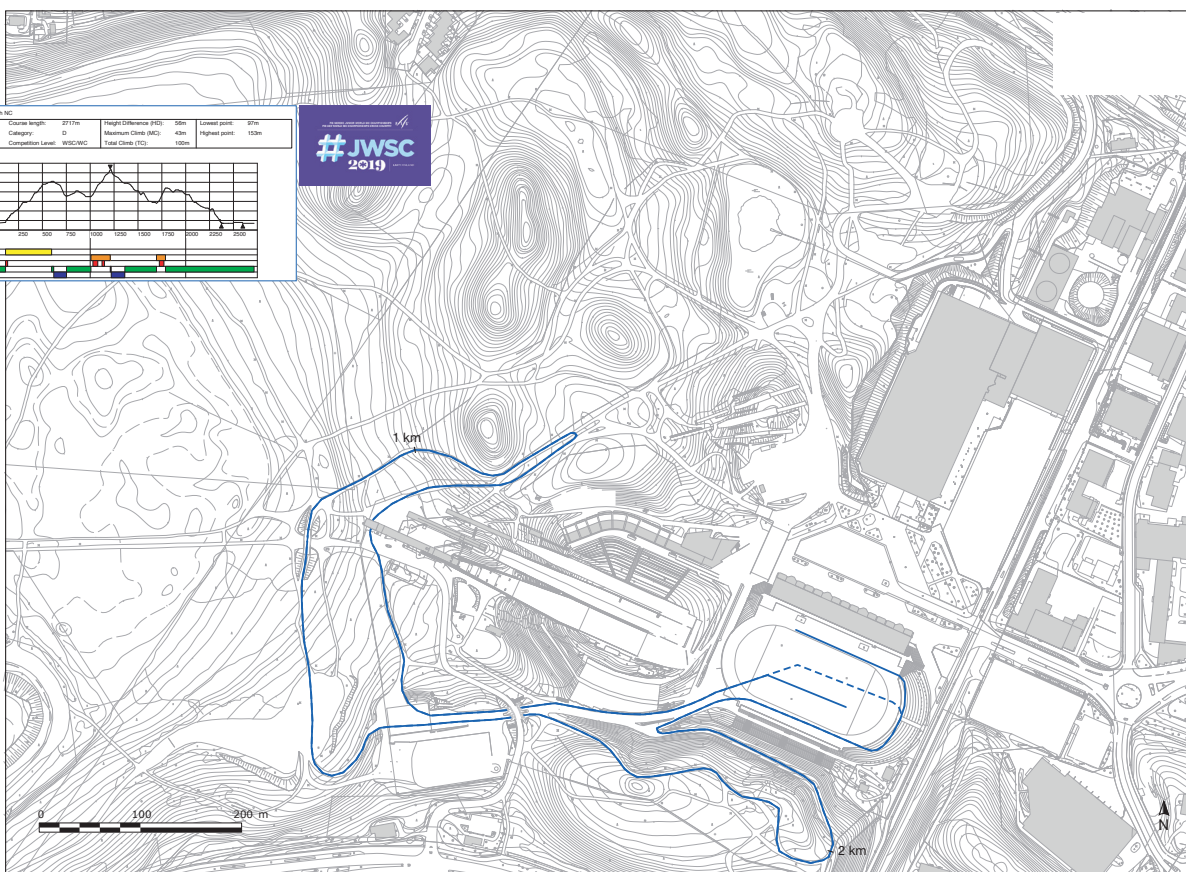 h NC
Course length: 2717m Height Difference (HD): 56m Lowest point: 97m
Category: D Maximum Climb (MC): 43m Highest point: 153m
Competition Level: WSC/WC Total Climb (TC): 100m
#JWSC
2019
250 500 750 1000 1250 1500 1750 2000 2250 2500
1 km
2 km
0 100 200 m
N